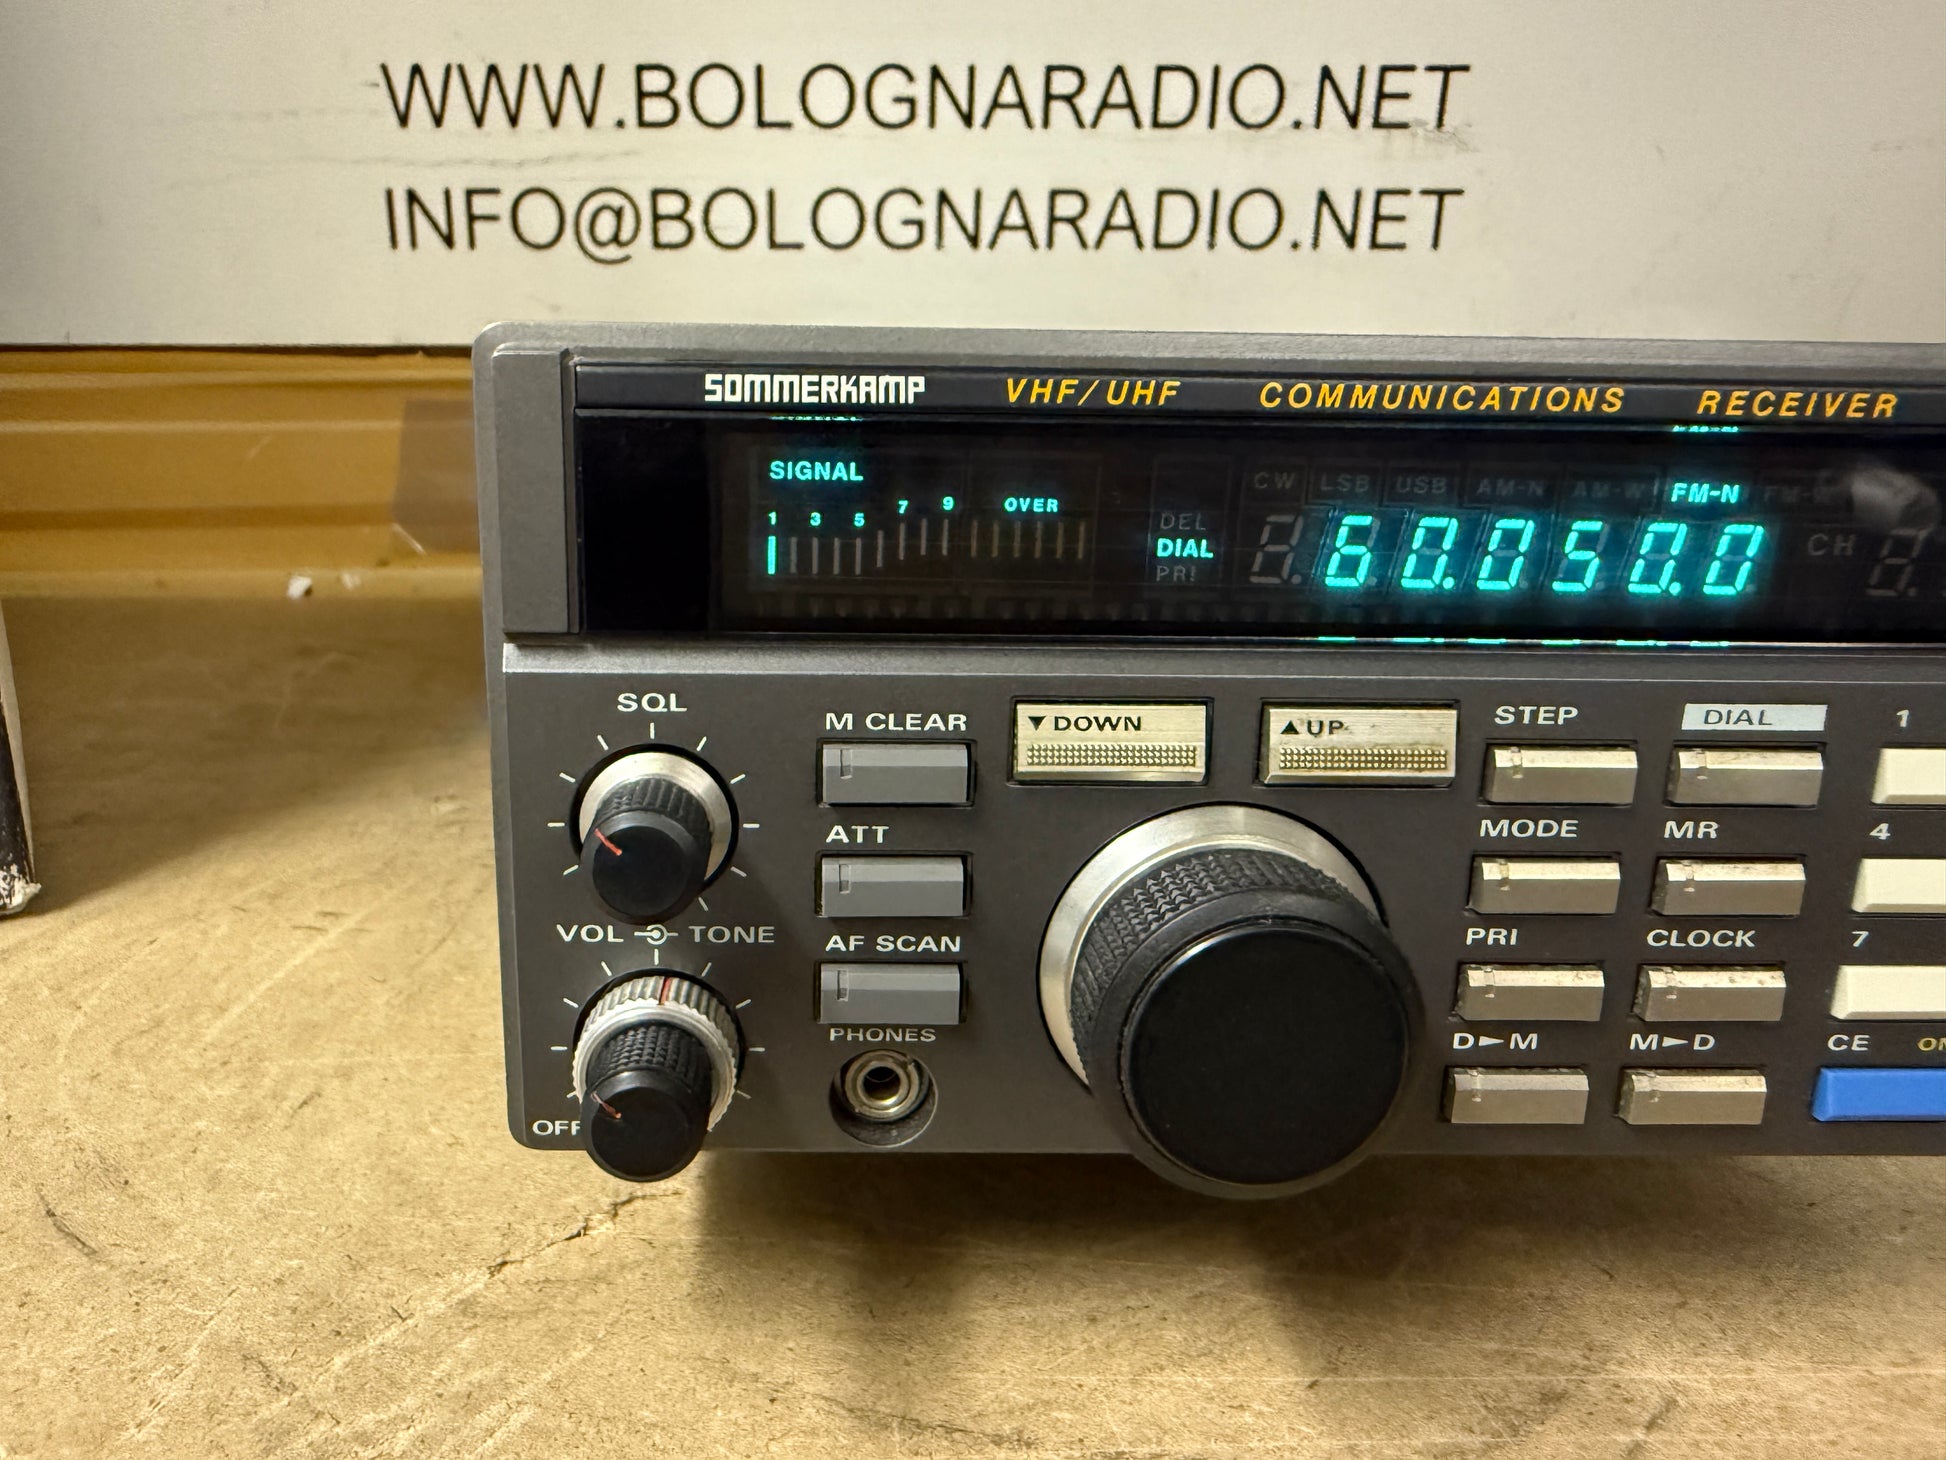 WWW.BOLOGNARADIO.NET
INFO@BOLOGNARADIO.NET
SOMMERKAMP VHF/UHF COMMUNICATIONS RECEIVER
SIGNAL
1 3 5 7 9 OVER
CW LSB USB AM-N AM-W FM-N
DEL
DIAL
PRI
60.050.0
CH
SQL
M CLEAR
▼DOWN
▲UP
STEP
DIAL
1
ATT
MODE
MR
4
VOL TONE
AF SCAN
PRI
CLOCK
7
PHONES
D►M
M►D
CE
OFF